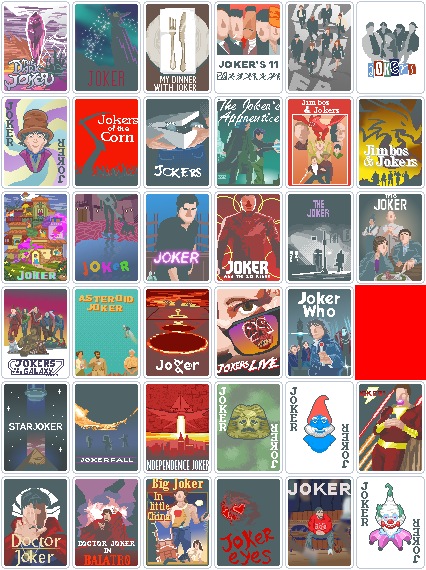 THE
DARK
JOKER
JOKER
MY DINNER
WITH JOKER
JOKER'S 11
JOKERS
JOKER
JOKER
Jokers
of the
Corn
JOKERS
The Joker's
Apprentice
Jimbos
& Jokers
Jimbos
& Jokers
JOKER
JOKER
JOKER
JOKER
THE
JOKER
THE
JOKER
JOKERS
GALAXY
ASTEROID
JOKER
Joker
JOKERS LIVE
Joker
Who
STARJOKER
JOKERFALL
INDEPENDENCE JOKER
JOKER
JOKER
JOKER
JOKER
Doctor
Joker
DOCTOR JOKER
IN
BALATRO
Big Joker
In
little
China
Joker
eyes
JOKER
JOKER
JOKER